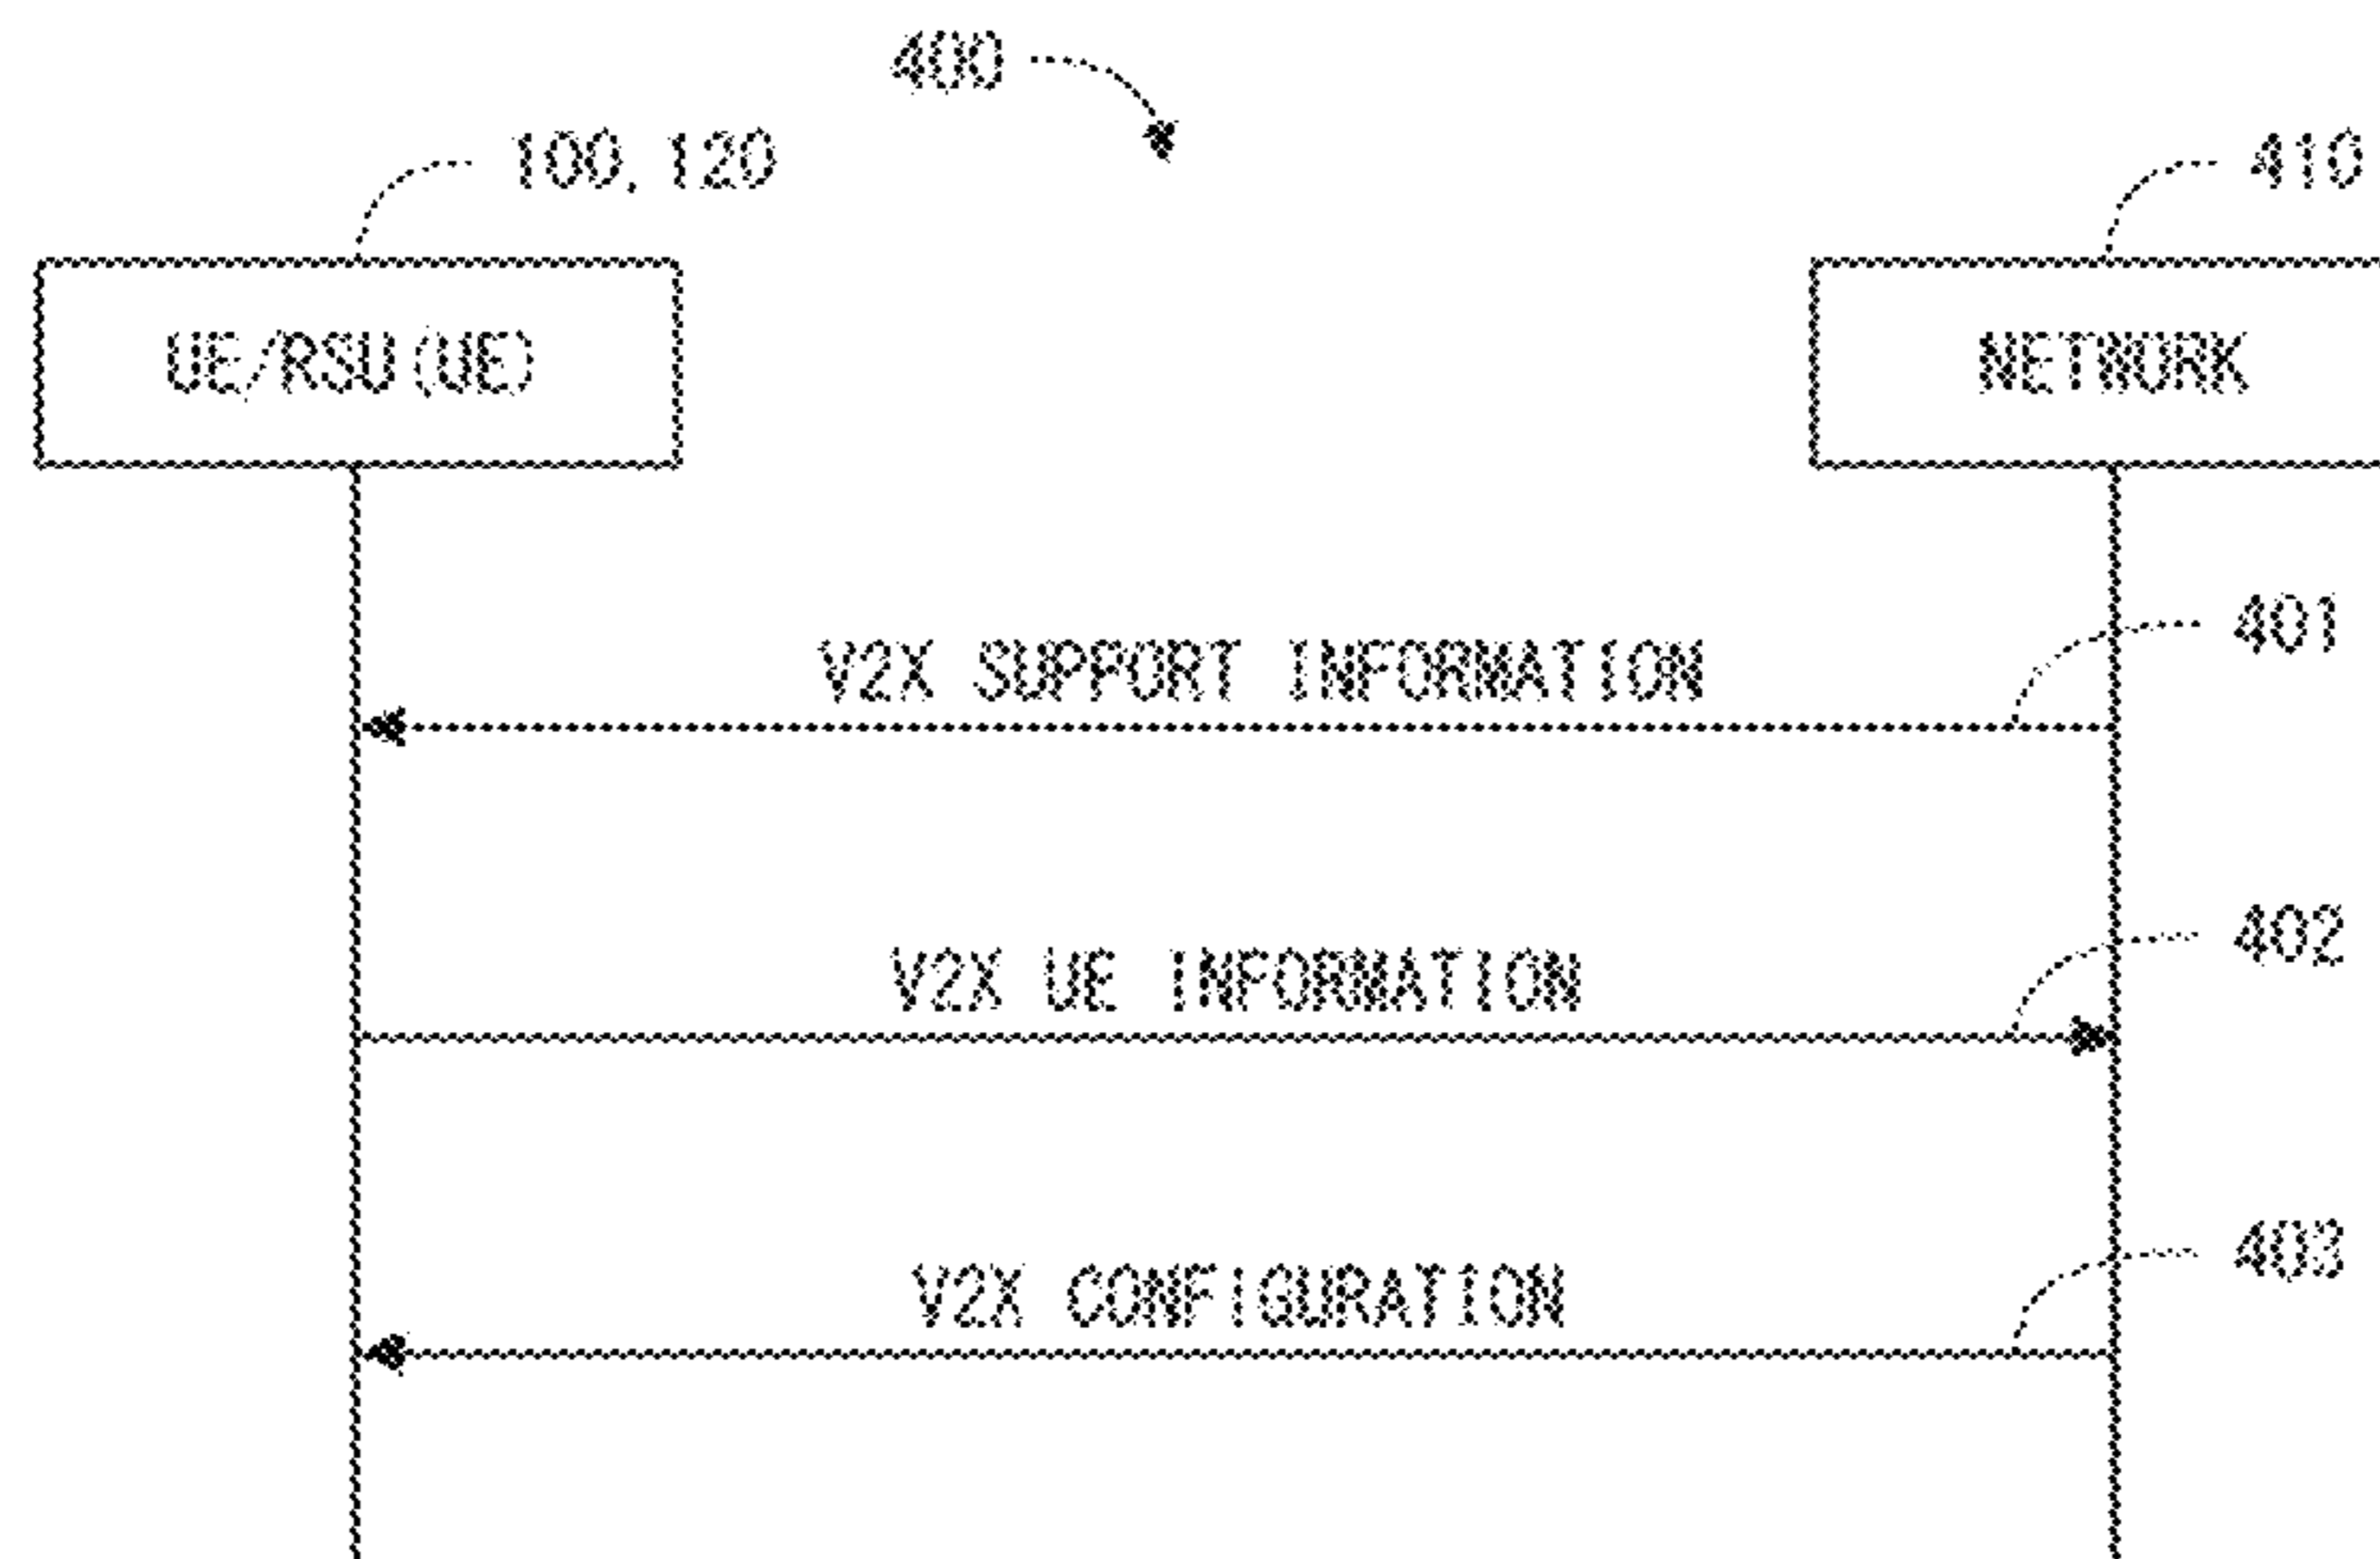 400
100, 120
410
UE/RSU(UE)
NETWORK
401
V2X SUPPORT INFORMATION
402
V2X UE INFORMATION
403
V2X CONFIGURATION